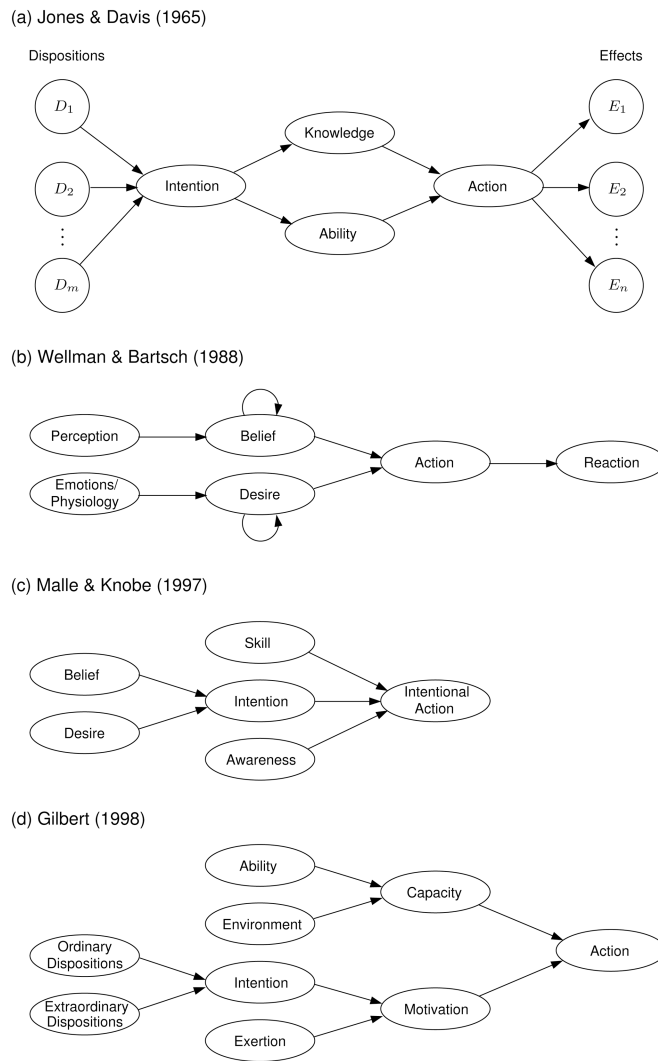 (a) Jones & Davis (1965)
Dispositions
Effects
D1
E1
Knowledge
D2
Intention
Action
E2
⋮
⋮
Ability
Dm
En
(b) Wellman & Bartsch (1988)
Perception
Belief
Action
Reaction
Emotions/
Physiology
Desire
(c) Malle & Knobe (1997)
Skill
Belief
Intention
Intentional
Action
Desire
Awareness
(d) Gilbert (1998)
Ability
Capacity
Environment
Ordinary
Dispositions
Action
Intention
Extraordinary
Dispositions
Motivation
Exertion